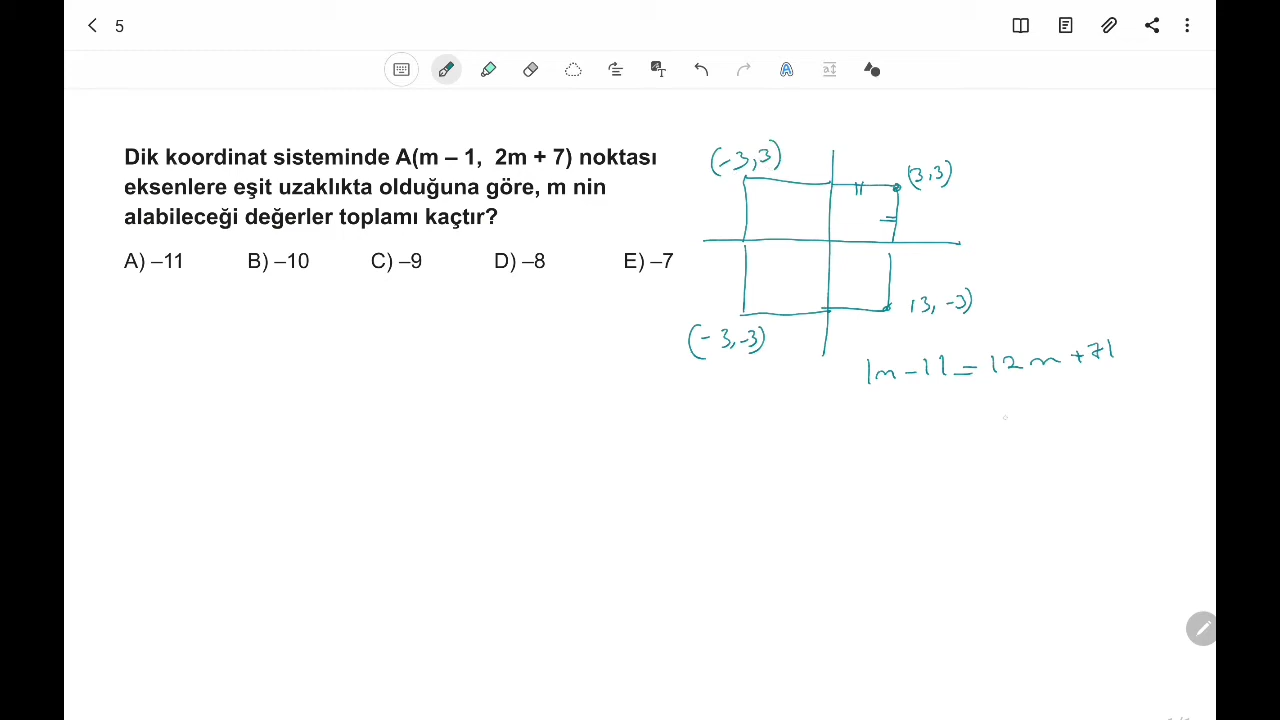 5
Dik koordinat sisteminde A(m – 1, 2m + 7) noktası
eksenlere eşit uzaklıkta olduğuna göre, m nin
alabileceği değerler toplamı kaçtır?
A) –11 B) –10 C) –9 D) –8 E) –7
(-3,3)
(3,3)
(3,-3)
(-3,-3)
|m-1|=|2m+7|